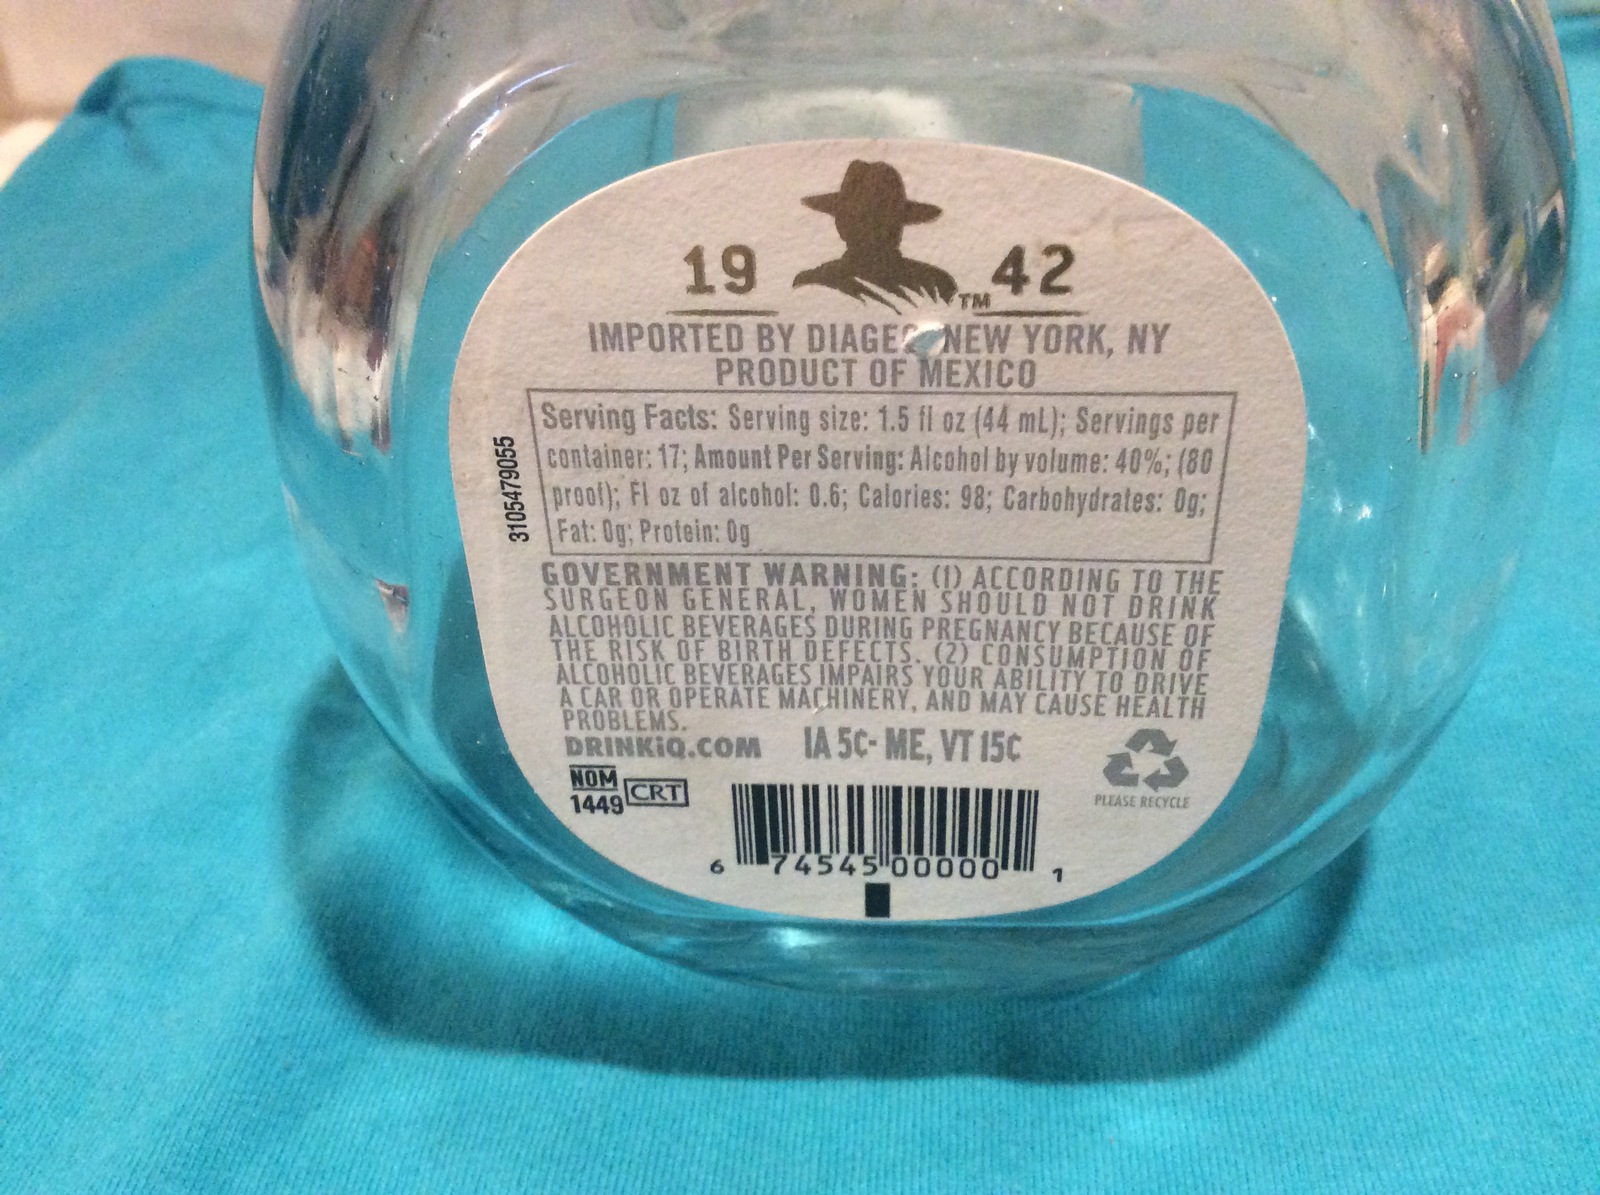 19 42
TM
IMPORTED BY NEW YORK, NY
PRODUCT OF MEXICO
Serving Facts: Serving size: 1.5 fl oz (44 mL); Servings per
container: 17; Amount Per Serving: Alcohol by volume: 40%; (80
proof); Fl oz of alcohol: 0.6; Calories: 98; Carbohydrates: 0g;
Fat: 0g; Protein: 0g
3105479055
GOVERNMENT WARNING: (1) ACCORDING TO THE
SURGEON GENERAL, WOMEN SHOULD NOT DRINK
ALCOHOLIC BEVERAGES DURING PREGNANCY BECAUSE OF
THE RISK OF BIRTH DEFECTS. (2) CONSUMPTION OF
ALCOHOLIC BEVERAGES IMPAIRS YOUR ABILITY TO DRIVE
A CAR OR OPERATE MACHINERY, AND MAY CAUSE HEALTH
PROBLEMS.
DRINKiQ.COM IA 5¢- ME, VT 15¢
NOM
1449 CRT
PLEASE RECYCLE
6 74545 00000 1